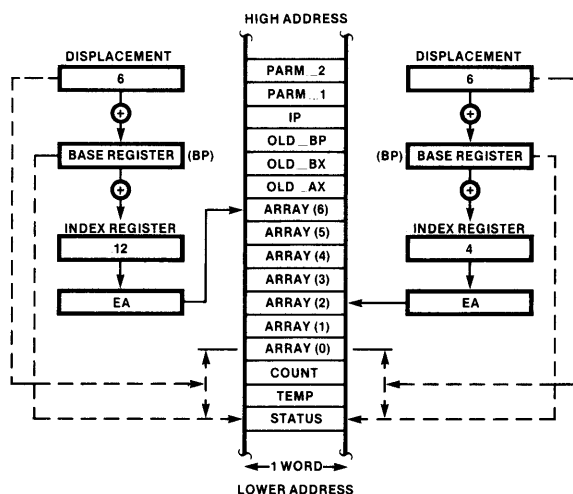 HIGH ADDRESS
DISPLACEMENT
6
BASE REGISTER (BP)
INDEX REGISTER
12
EA
PARM_2
PARM_1
IP
OLD_BP
OLD_BX
OLD_AX
ARRAY (6)
ARRAY (5)
ARRAY (4)
ARRAY (3)
ARRAY (2)
ARRAY (1)
ARRAY (0)
COUNT
TEMP
STATUS
DISPLACEMENT
6
(BP) BASE REGISTER
INDEX REGISTER
4
EA
1 WORD
LOWER ADDRESS